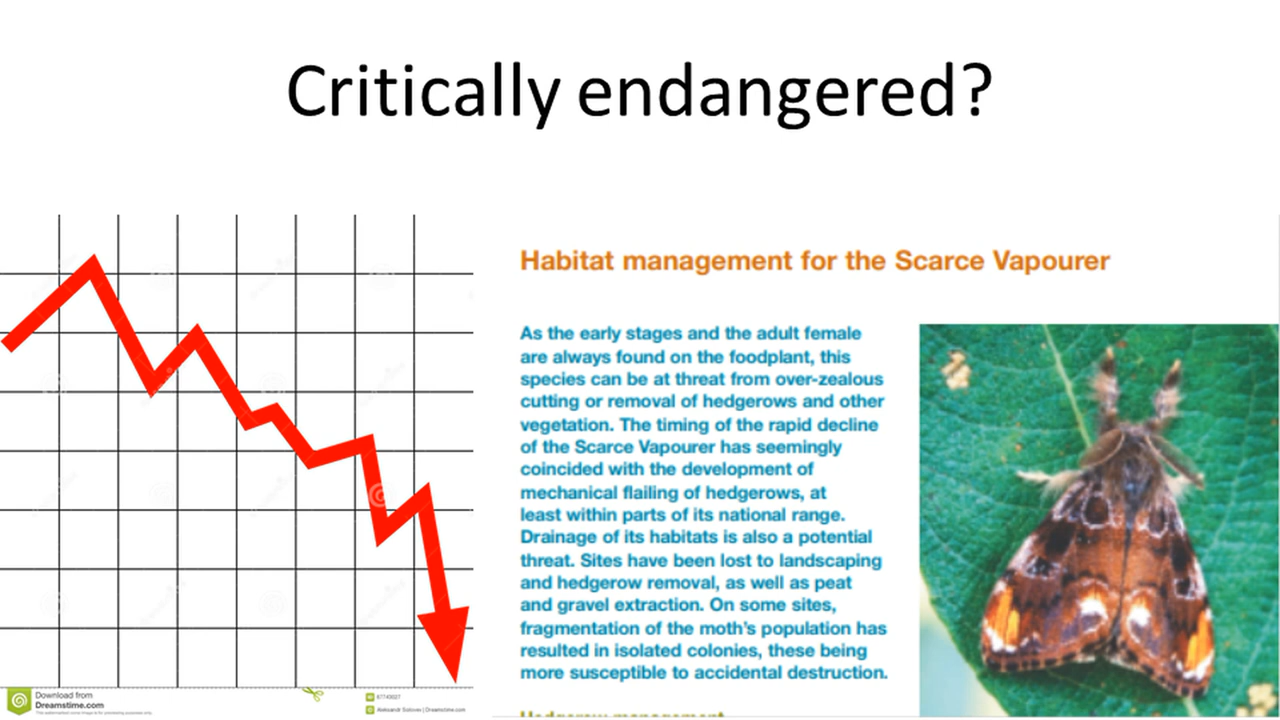 Critically endangered?
Habitat management for the Scarce Vapourer
As the early stages and the adult female
are always found on the foodplant, this
species can be at threat from over-zealous
cutting or removal of hedgerows and other
vegetation. The timing of the rapid decline
of the Scarce Vapourer has seemingly
coincided with the development of
mechanical flailing of hedgerows, at
least within parts of its national range.
Drainage of its habitats is also a potential
threat. Sites have been lost to landscaping
and hedgerow removal, as well as peat
and gravel extraction. On some sites,
fragmentation of the moth's population has
resulted in isolated colonies, these being
more susceptible to accidental destruction.
Hedgerow management
Download from
Dreamstime.com